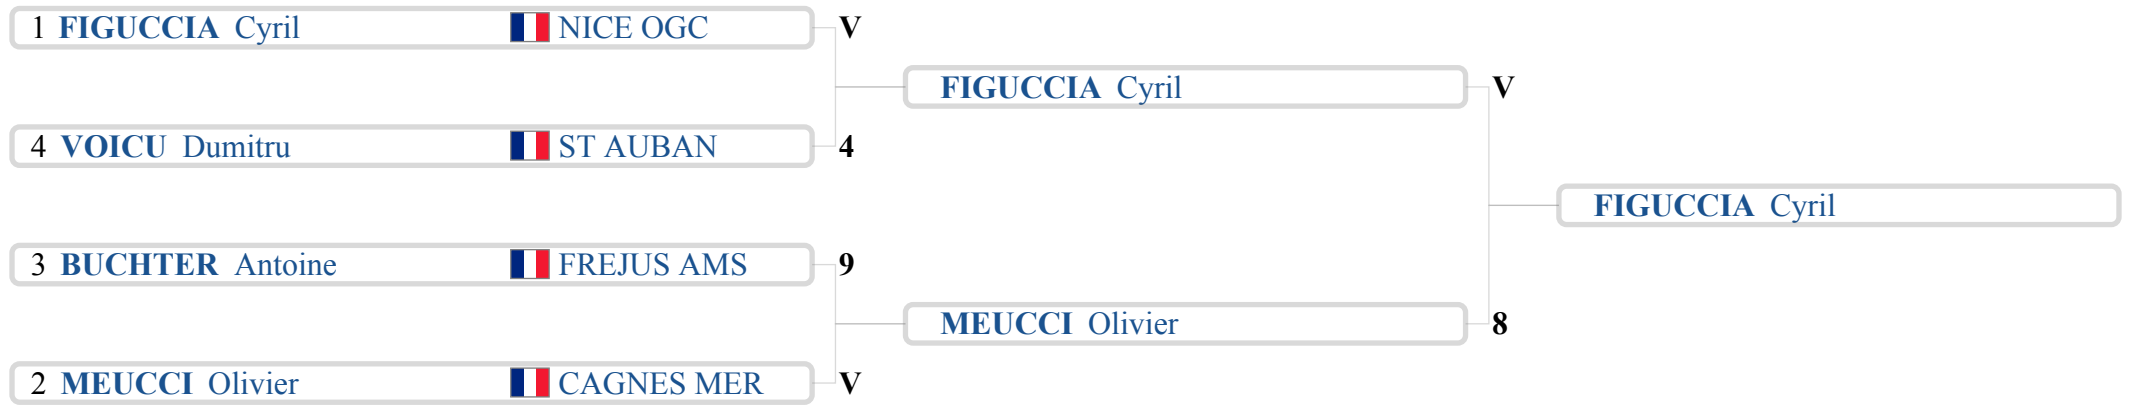 1 FIGUCCIA Cyril NICE OGC V
FIGUCCIA Cyril V
4 VOICU Dumitru ST AUBAN 4
FIGUCCIA Cyril
3 BUCHTER Antoine FREJUS AMS 9
MEUCCI Olivier 8
2 MEUCCI Olivier CAGNES MER V